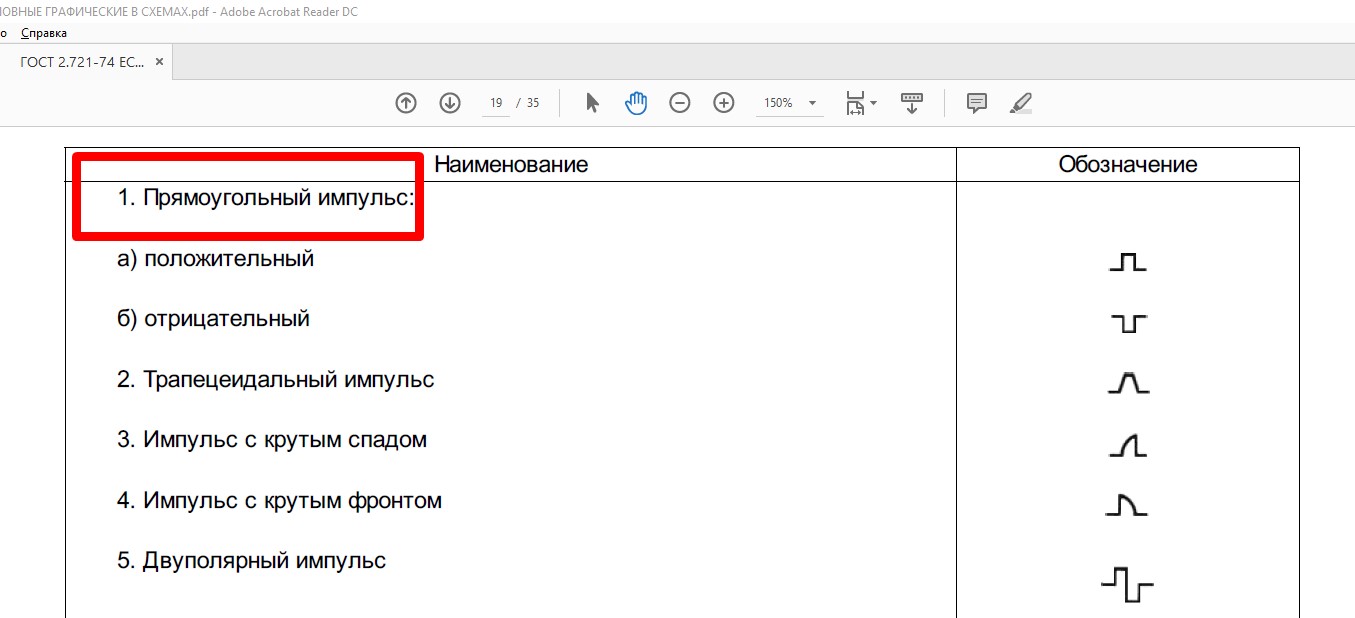 ЮВНЫЕ ГРАФИЧЕСКИЕ В СХЕМАХ.pdf - Adobe Acrobat Reader DC
о Справка
ГОСТ 2.721-74 ЕС... ×
19 / 35 150%
Наименование Обозначение
1. Прямоугольный импульс:
а) положительный
б) отрицательный
2. Трапецеидальный импульс
3. Импульс с крутым спадом
4. Импульс с крутым фронтом
5. Двуполярный импульс